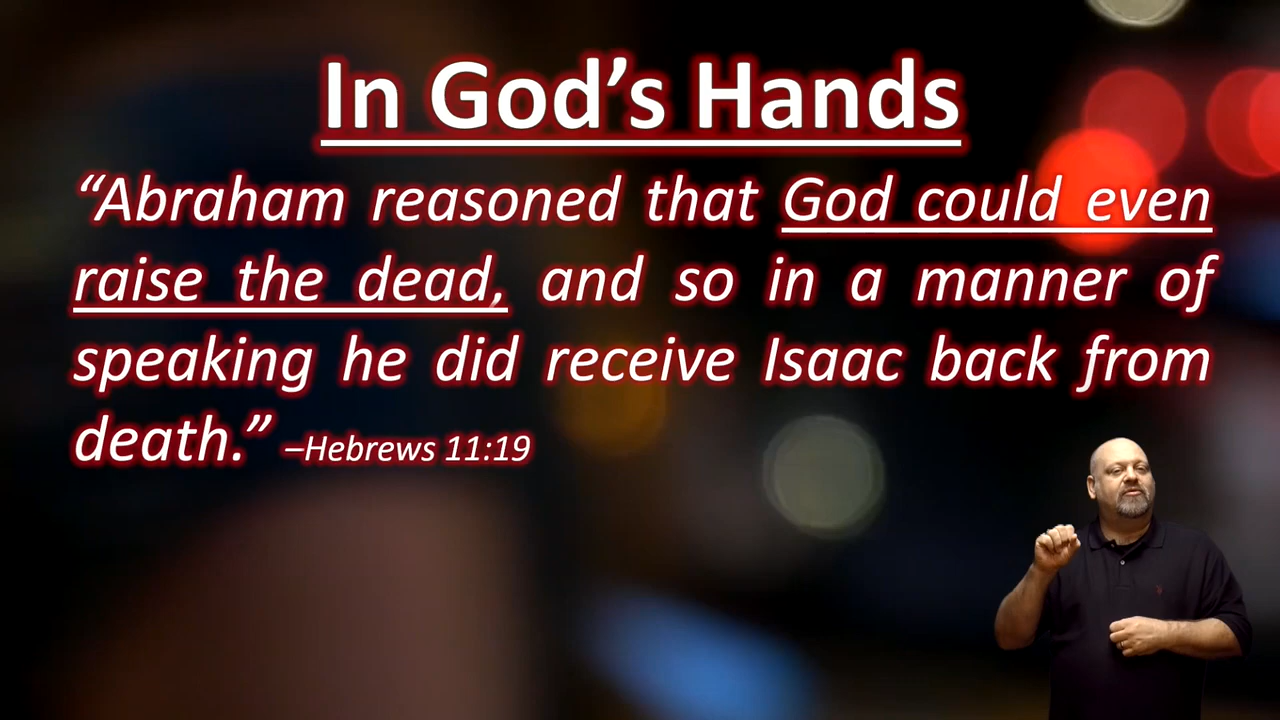 In God’s Hands
“Abraham reasoned that God could even
raise the dead, and so in a manner of
speaking he did receive Isaac back from
death.” –Hebrews 11:19